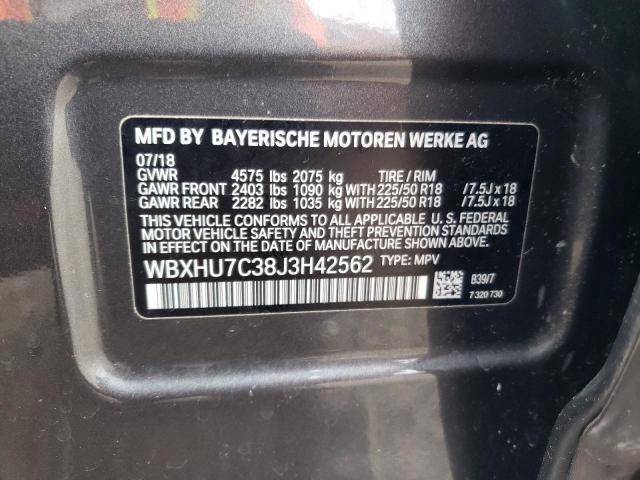 MFD BY BAYERISCHE MOTOREN WERKE AG
07/18
GVWR 4575 lbs 2075 kg TIRE / RIM
GAWR FRONT 2403 lbs 1090 kg WITH 225/50 R18 /7.5J x 18
GAWR REAR 2282 lbs 1035 kg WITH 225/50 R18 /7.5J x 18
THIS VEHICLE CONFORMS TO ALL APPLICABLE U. S. FEDERAL
MOTOR VEHICLE SAFETY AND THEFT PREVENTION STANDARDS
IN EFFECT ON THE DATE OF MANUFACTURE SHOWN ABOVE.
WBXHU7C38J3H42562 TYPE: MPV
B39/7
7 320 730